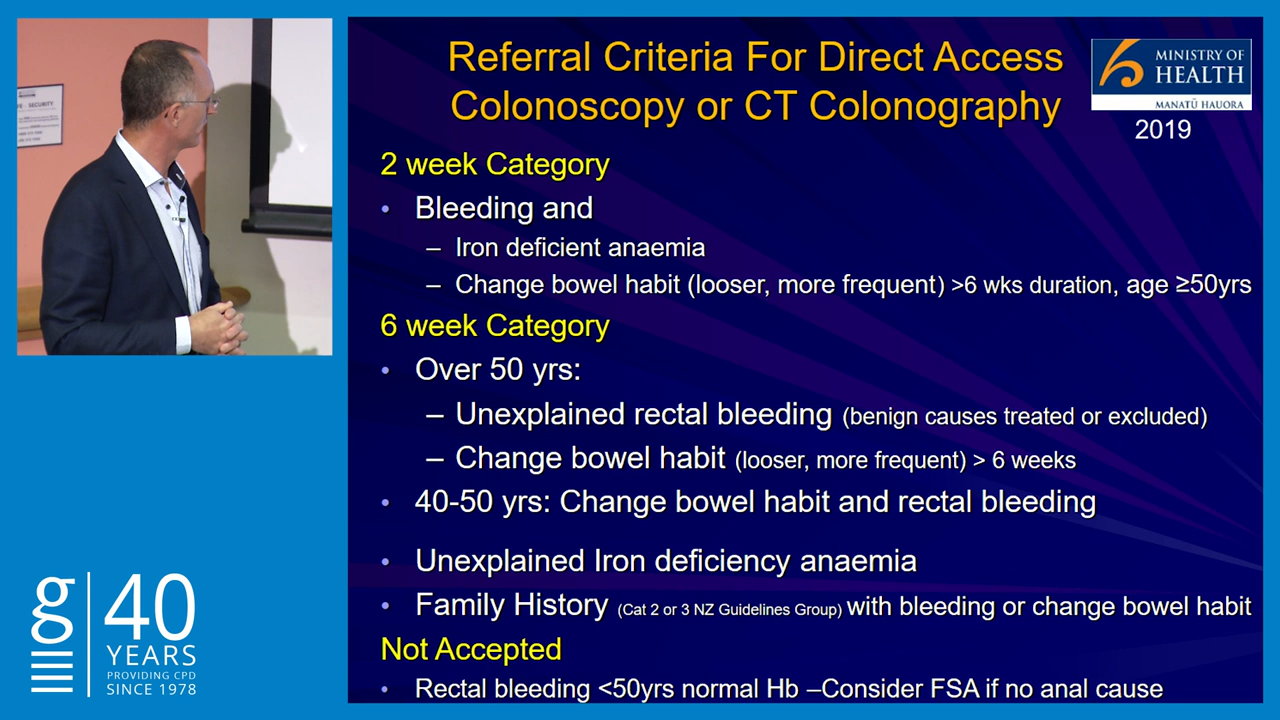 Referral Criteria For Direct Access
Colonoscopy or CT Colonography
MINISTRY OF
HEALTH
MANATŪ HAUORA
2019
2 week Category
• Bleeding and
– Iron deficient anaemia
– Change bowel habit (looser, more frequent) >6 wks duration, age ≥50yrs
6 week Category
• Over 50 yrs:
– Unexplained rectal bleeding (benign causes treated or excluded)
– Change bowel habit (looser, more frequent) > 6 weeks
• 40-50 yrs: Change bowel habit and rectal bleeding
• Unexplained Iron deficiency anaemia
• Family History (Cat 2 or 3 NZ Guidelines Group) with bleeding or change bowel habit
Not Accepted
• Rectal bleeding <50yrs normal Hb –Consider FSA if no anal cause
SECURITY
g 40
YEARS
PROVIDING CPD
SINCE 1978